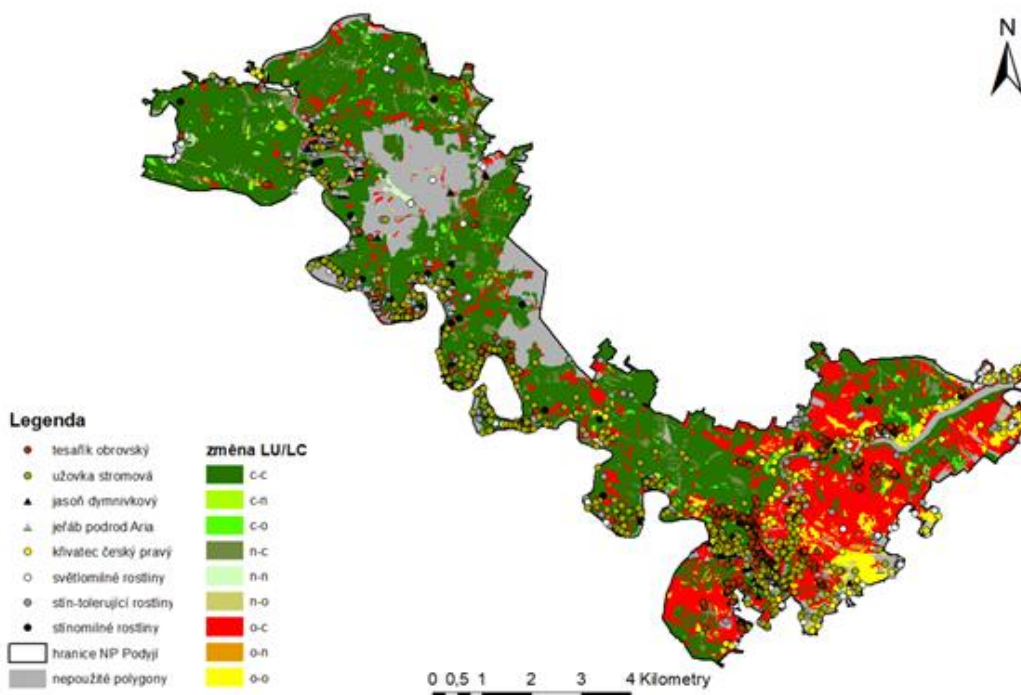 N
Legenda
tesařík obrovský
užovka stromová
jasoň dymnivkový
jeřáb podrod Aria
křivatec český pravý
světlomilné rostliny
stín-tolerující rostliny
stínomilné rostliny
hranice NP Podyjí
nepoužité polygony
změna LU/LC
c-c
c-n
c-o
n-c
n-n
n-o
o-c
o-n
o-o
0 0,5 1 2 3 4 Kilometry